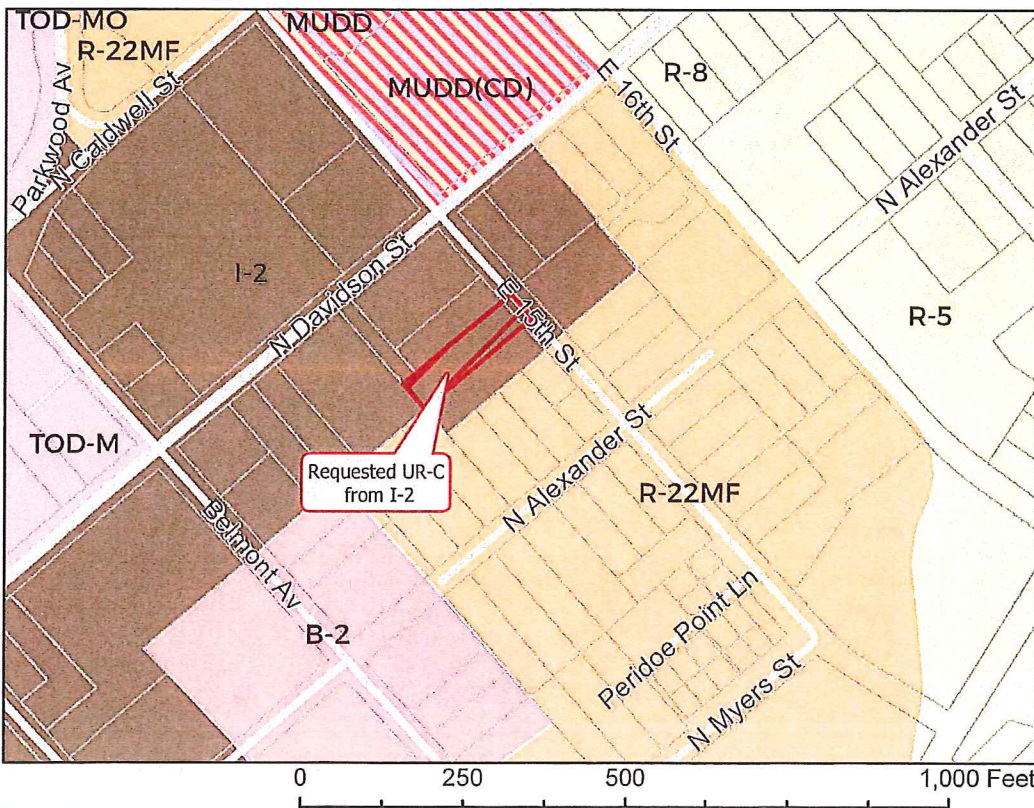 TOD-MO
MUDD
R-22MF
MUDD(CD)
E 16th St
R-8
Parkwood Av
N Caldwell St
N Alexander St
I-2
N Davidson St
E 15th St
R-5
TOD-M
Requested UR-C
from I-2
N Alexander St
R-22MF
Belmont Av
B-2
Peridoe Point Ln
N Myers St
0 250 500 1,000 Feet